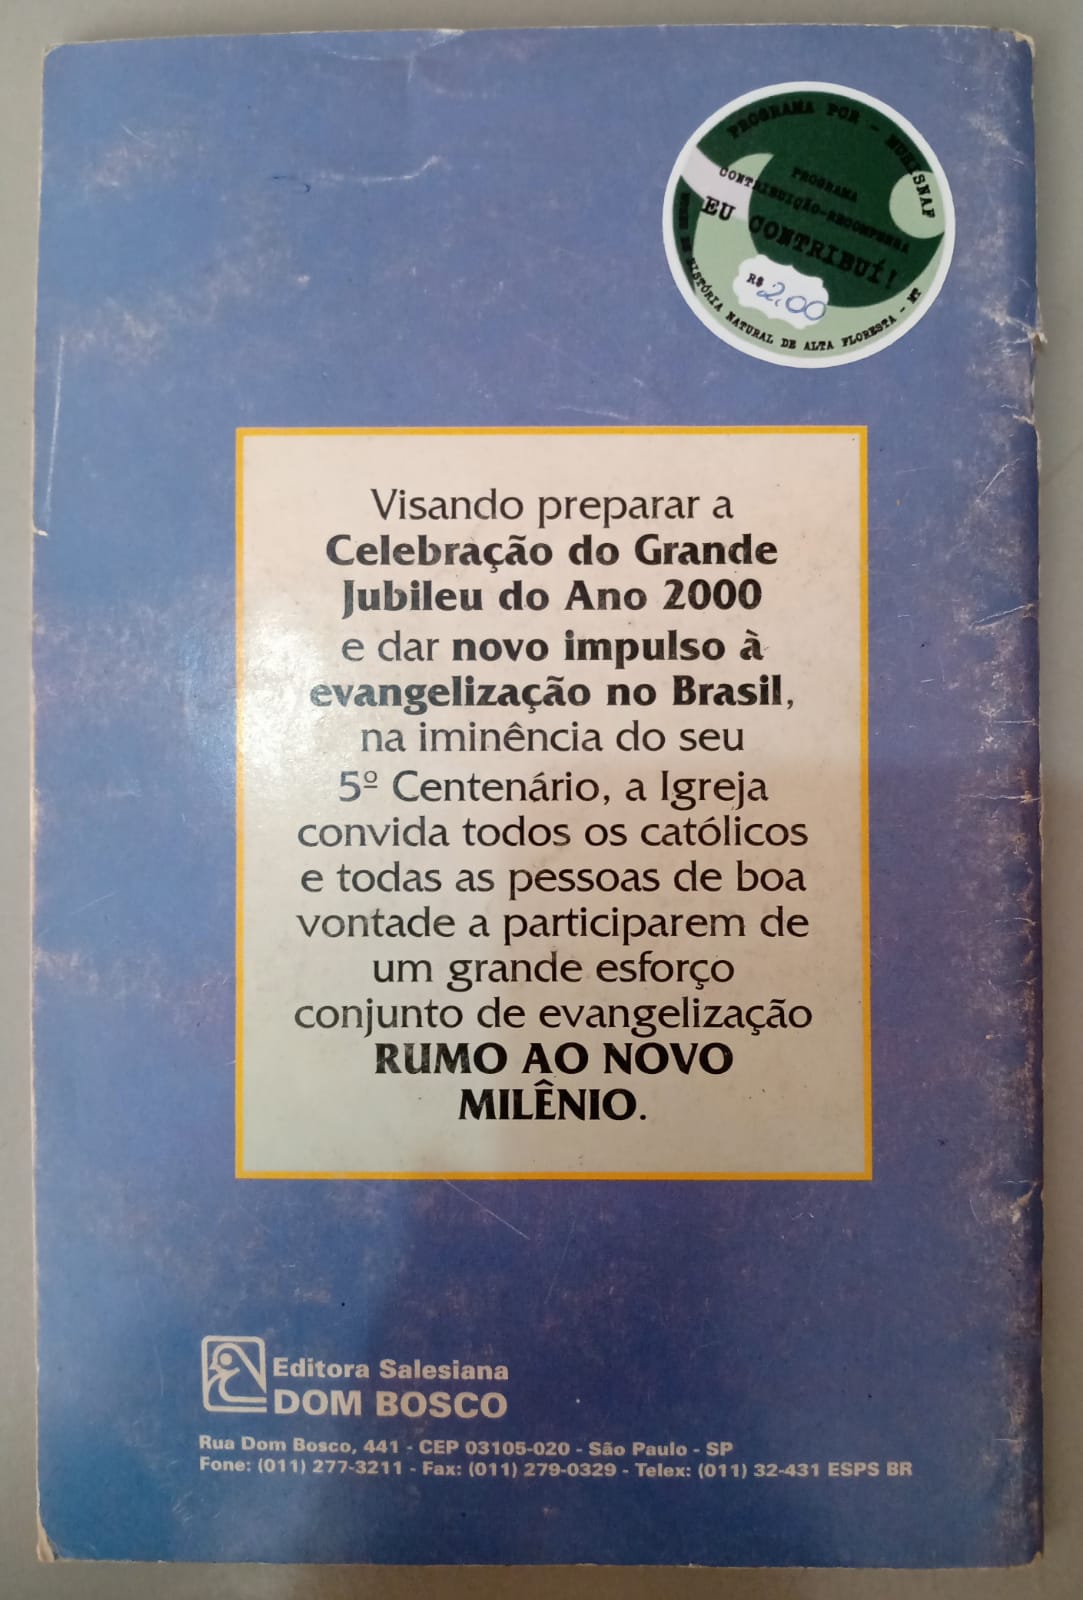 PROGRAMA POR - MUHISNAF
PROGRAMA
CONTRIBUIÇÃO-RECOMPENSA
EU CONTRIBUÍ!
R$ 2,00
HISTÓRIA NATURAL DE ALTA FLORESTA - MT
Visando preparar a
Celebração do Grande
Jubileu do Ano 2000
e dar novo impulso à
evangelização no Brasil,
na iminência do seu
5º Centenário, a Igreja
convida todos os católicos
e todas as pessoas de boa
vontade a participarem de
um grande esforço
conjunto de evangelização
RUMO AO NOVO
MILÊNIO.
Editora Salesiana
DOM BOSCO
Rua Dom Bosco, 441 - CEP 03105-020 - São Paulo - SP
Fone: (011) 277-3211 - Fax: (011) 279-0329 - Telex: (011) 32-431 ESPS BR